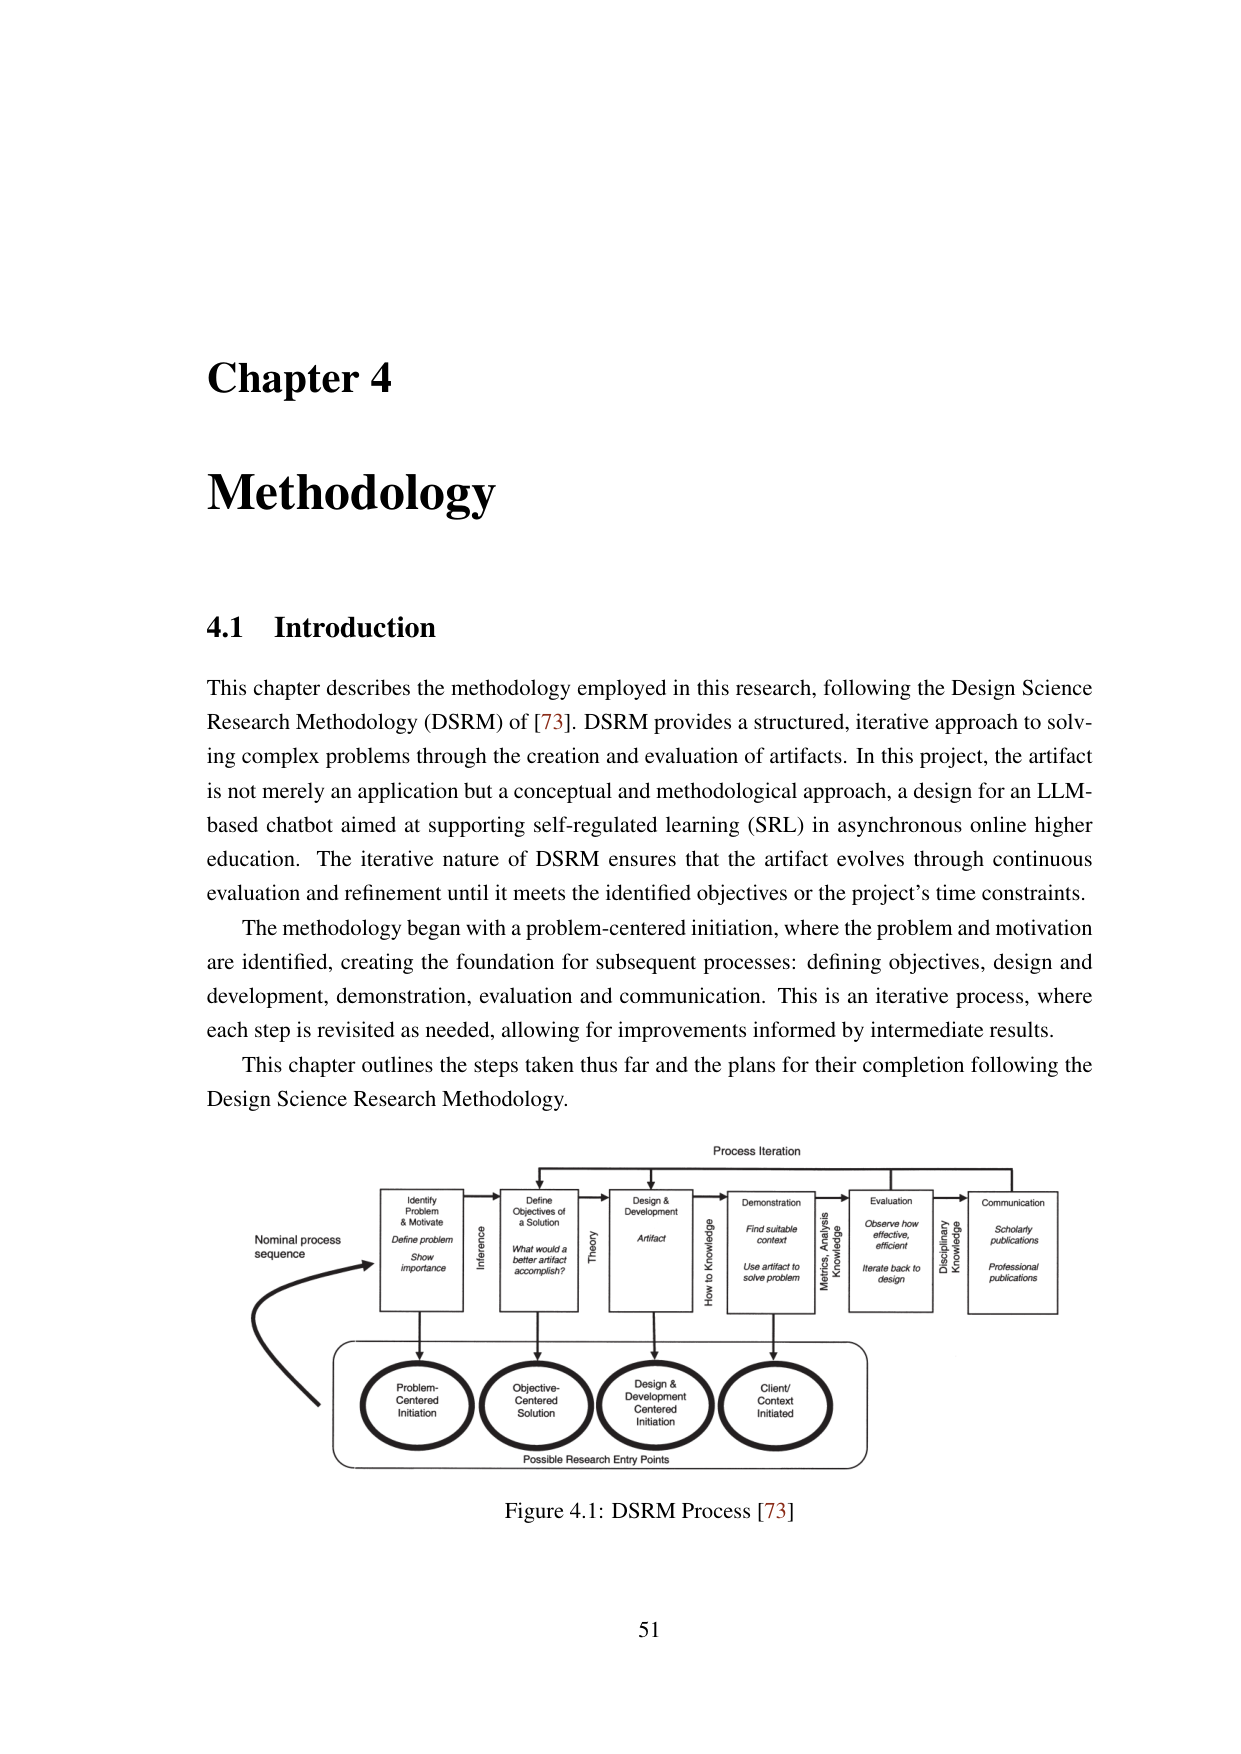 Chapter 4
Methodology
4.1 Introduction
This chapter describes the methodology employed in this research, following the Design Science
Research Methodology (DSRM) of [73]. DSRM provides a structured, iterative approach to solv-
ing complex problems through the creation and evaluation of artifacts. In this project, the artifact
is not merely an application but a conceptual and methodological approach, a design for an LLM-
based chatbot aimed at supporting self-regulated learning (SRL) in asynchronous online higher
education. The iterative nature of DSRM ensures that the artifact evolves through continuous
evaluation and refinement until it meets the identified objectives or the project's time constraints.
The methodology began with a problem-centered initiation, where the problem and motivation
are identified, creating the foundation for subsequent processes: defining objectives, design and
development, demonstration, evaluation and communication. This is an iterative process, where
each step is revisited as needed, allowing for improvements informed by intermediate results.
This chapter outlines the steps taken thus far and the plans for their completion following the
Design Science Research Methodology.
Process Iteration
Nominal process
sequence
Identify
Problem
& Motivate
Define problem
Show
importance
Inference
Define
Objectives of
a Solution
What would a
better artifact
accomplish?
Theory
Design &
Development
Artifact
How to Knowledge
Demonstration
Find suitable
context
Use artifact to
solve problem
Metrics, Analysis
Knowledge
Evaluation
Observe how
effective,
efficient
Iterate back to
design
Disciplinary
Knowledge
Communication
Scholarly
publications
Professional
publications
Problem-
Centered
Initiation
Objective-
Centered
Solution
Design &
Development
Centered
Initiation
Client/
Context
Initiated
Possible Research Entry Points
Figure 4.1: DSRM Process [73]
51